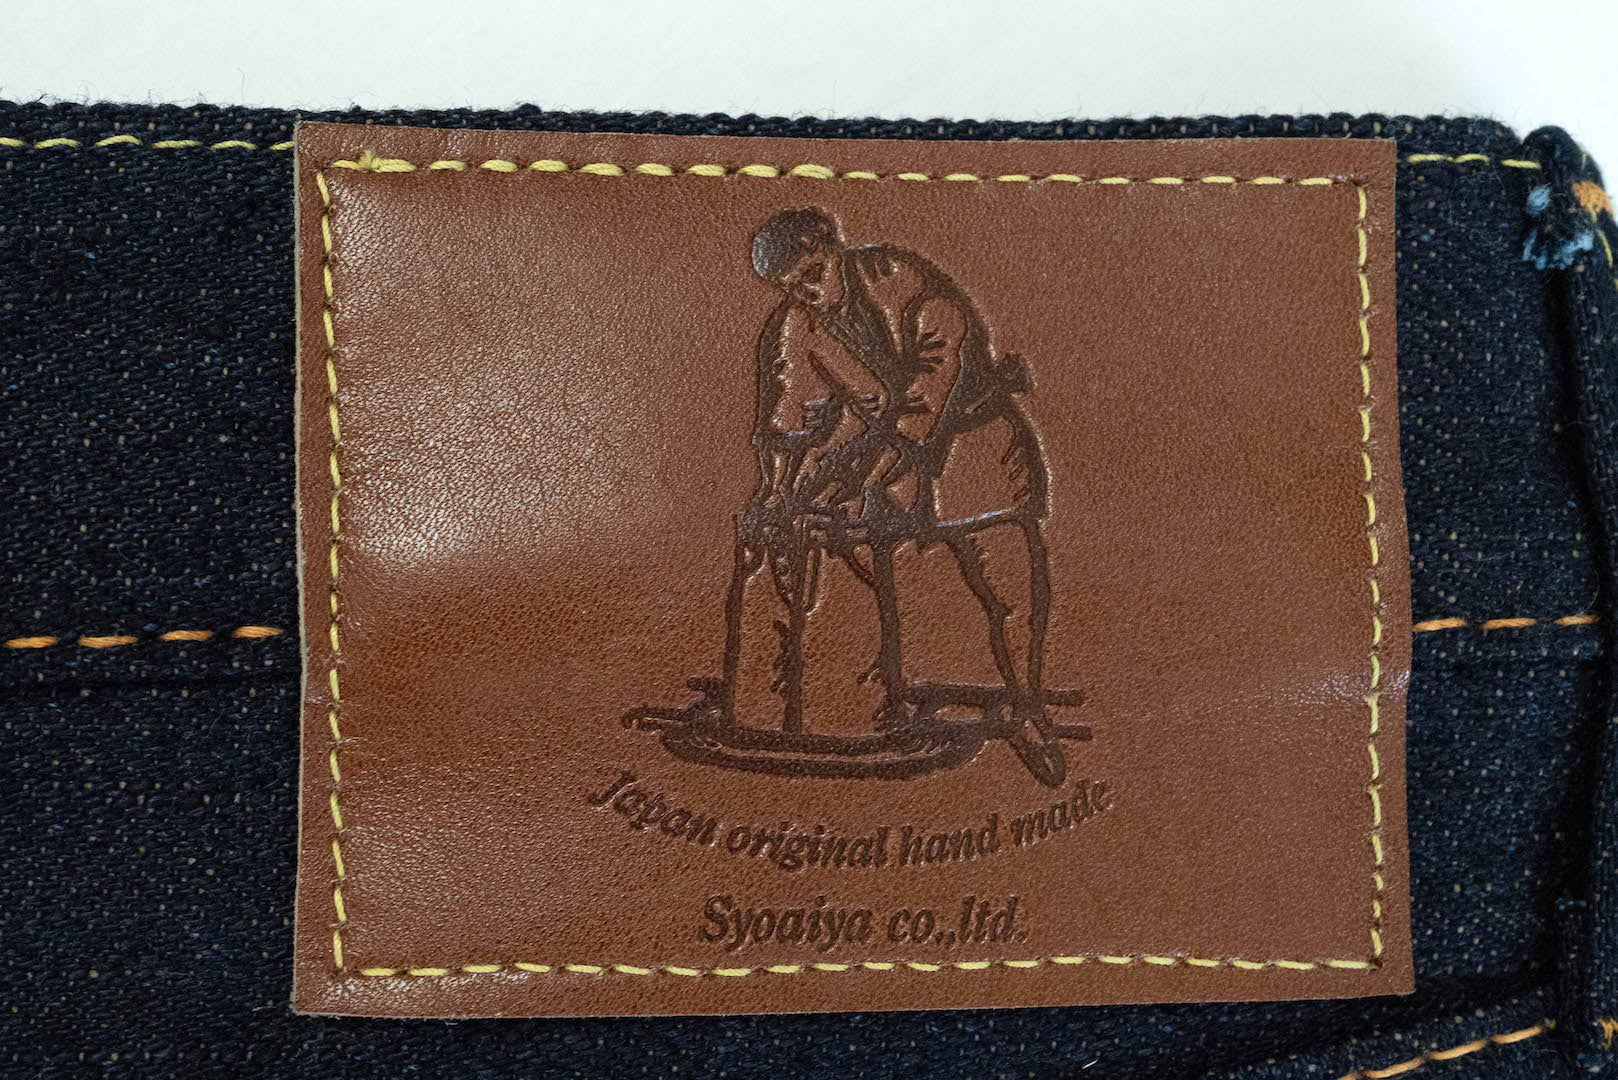 Japan original hand made
Syoaiya co.,ltd.